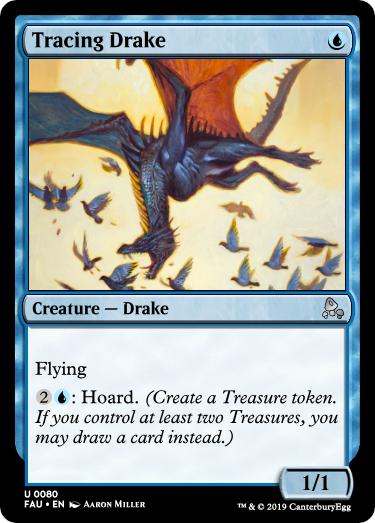 Tracing Drake
Creature — Drake
Flying
2: Hoard. (Create a Treasure token.
If you control at least two Treasures, you
may draw a card instead.)
1/1
U 0080
FAU • EN Aaron Miller
™ & © 2019 CanterburyEgg